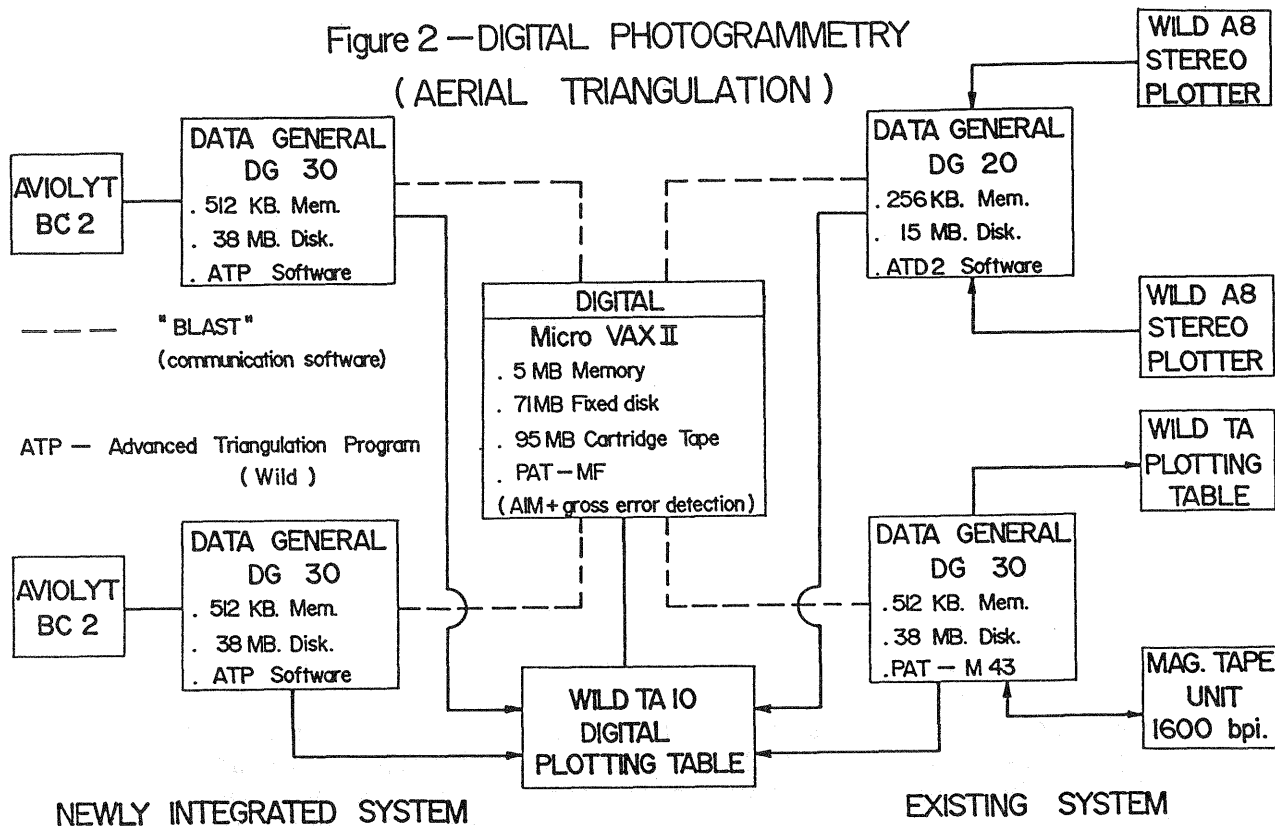 Figure 2 — DIGITAL PHOTOGRAMMETRY
( AERIAL TRIANGULATION )
WILD A8
STEREO
PLOTTER
DATA GENERAL
DG 30
. 512 KB. Mem.
. 38 MB. Disk.
. ATP Software
AVIOLYT
BC 2
DATA GENERAL
DG 20
. 256 KB. Mem.
. 15 MB. Disk.
. ATD2 Software
WILD A8
STEREO
PLOTTER
"BLAST"
(communication software)
DIGITAL
Micro VAX II
. 5 MB Memory
. 71MB Fixed disk
. 95 MB Cartridge Tape
. PAT-MF
(AIM + gross error detection)
ATP — Advanced Triangulation Program
( Wild )
WILD TA
PLOTTING
TABLE
DATA GENERAL
DG 30
. 512 KB. Mem.
. 38 MB. Disk.
. ATP Software
AVIOLYT
BC 2
DATA GENERAL
DG 30
. 512 KB. Mem.
. 38 MB. Disk.
. PAT - M 43
WILD TA 10
DIGITAL
PLOTTING TABLE
MAG. TAPE
UNIT
1600 bpi.
NEWLY INTEGRATED SYSTEM
EXISTING SYSTEM